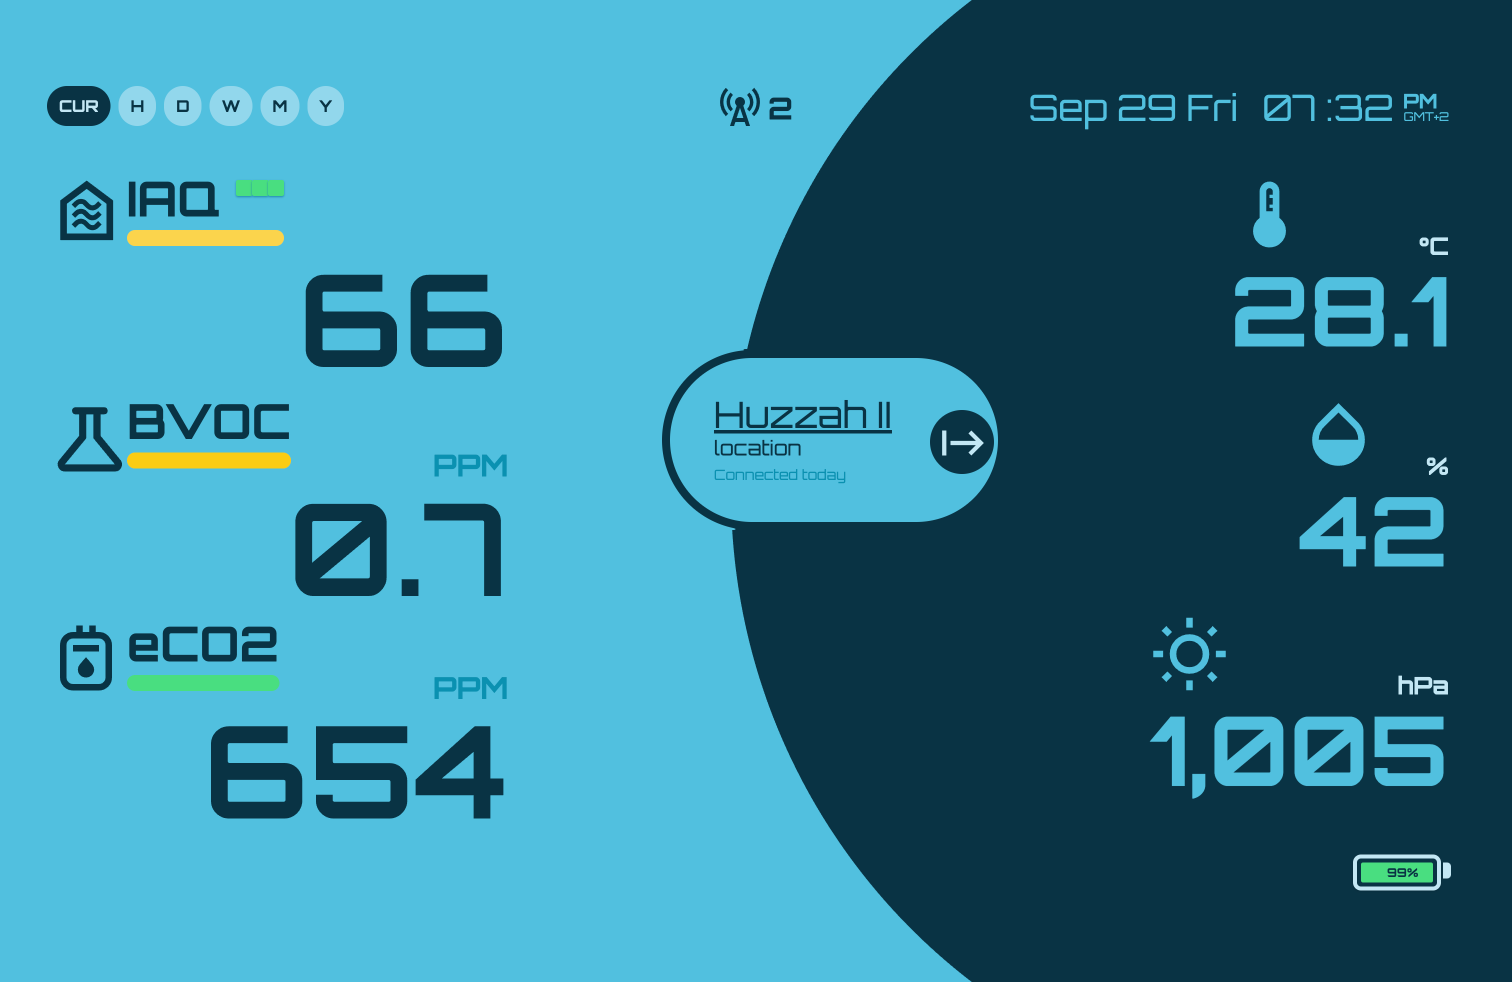 CUR H D W M Y
2
Sep 29 Fri 07:32 PM
GMT+2
IAQ
66
BVOC
PPM
0.7
eCO2
PPM
654
Huzzah II
location
Connected today
°C
28.1
%
42
hPa
1,005
99%